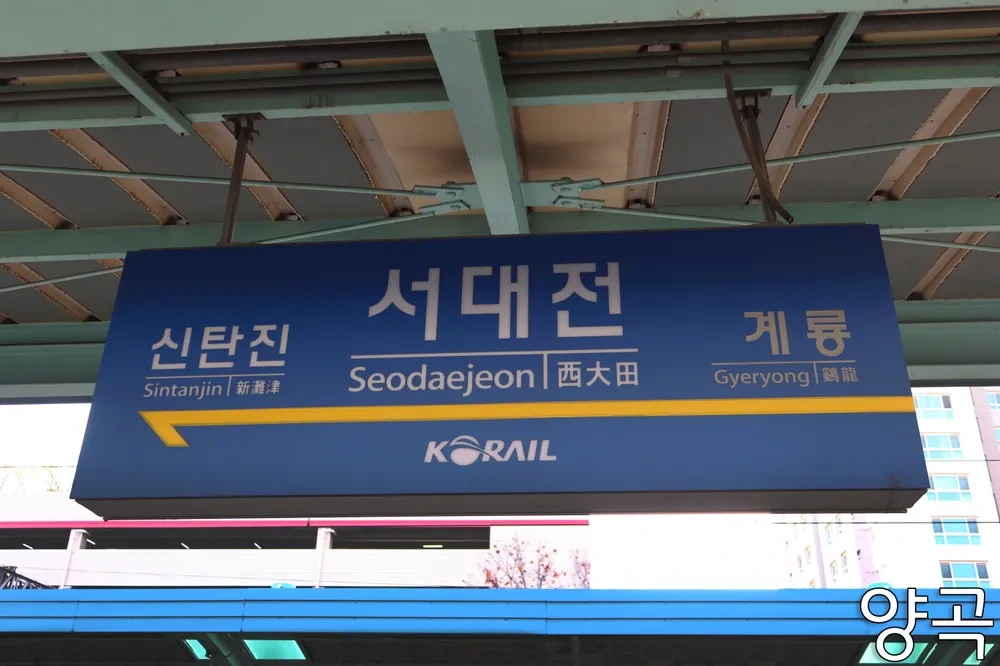 서대전
Seodaejeon 西大田
신탄진
Sintanjin 新灘津
계룡
Gyeryong 鷄龍
KORAIL
양곡